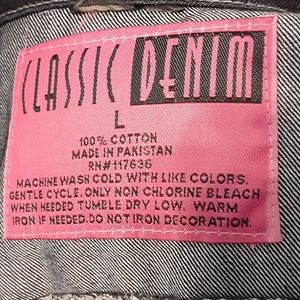 CLASSIC DENIM
L
100% COTTON
MADE IN PAKISTAN
RN#117636
MACHINE WASH COLD WITH LIKE COLORS.
GENTLE CYCLE. ONLY NON CHLORINE BLEACH
WHEN NEEDED TUMBLE DRY LOW. WARM
IRON IF NEEDED.DO NOT IRON DECORATION.